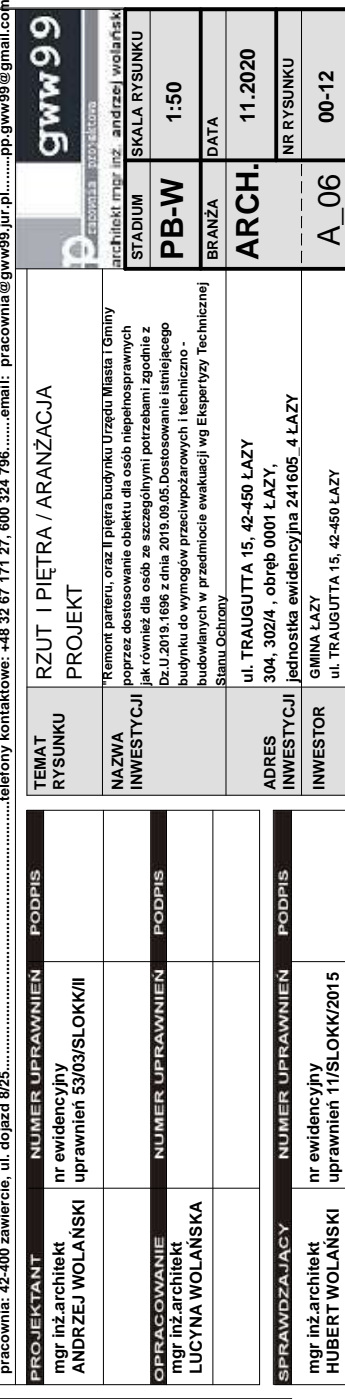 pracownia: 42-400 zawiercie, ul. dojazd 8/25.......telefony kontaktowe: +48 32 67 171 27, 600 324 796........email: pracownia@gww99.jur.pl........pp.gww99@gmail.com
PROJEKTANT NUMER UPRAWNIEŃ PODPIS
mgr inż.architekt
ANDRZEJ WOLAŃSKI
nr ewidencyjny
uprawnień 53/03/SLOKK/II
OPRACOWANIE NUMER UPRAWNIEŃ PODPIS
mgr inż.architekt
LUCYNA WOLAŃSKA
SPRAWDZAJĄCY NUMER UPRAWNIEŃ PODPIS
mgr inż.architekt
HUBERT WOLAŃSKI
nr ewidencyjny
uprawnień 11/SLOKK/2015
TEMAT
RYSUNKU
RZUT I PIĘTRA / ARANŻACJA
PROJEKT
NAZWA
INWESTYCJI
"Remont parteru, oraz II piętra budynku Urzędu Miasta i Gminy
poprzez dostosowanie obiektu dla osób niepełnosprawnych
jak również dla osób ze szczególnymi potrzebami zgodnie z
Dz.U.2019.1696 z dnia 2019.09.05.Dostosowanie istniejącego
budynku do wymogów przeciwpożarowych i techniczno -
budowlanych w przedmiocie ewakuacji wg Ekspertyzy Technicznej
Stanu Ochrony
ADRES
INWESTYCJI
ul. TRAUGUTTA 15, 42-450 ŁAZY
304, 302/4 , obręb 0001 ŁAZY,
jednostka ewidencyjna 241605_4 ŁAZY
INWESTOR
GMINA ŁAZY
ul. TRAUGUTTA 15, 42-450 ŁAZY
gww99
pracownia projektowa
architekt mgr inż. andrzej wolański
STADIUM SKALA RYSUNKU
PB-W 1:50
BRANŻA DATA
ARCH. 11.2020
NR RYSUNKU
A_06 00-12